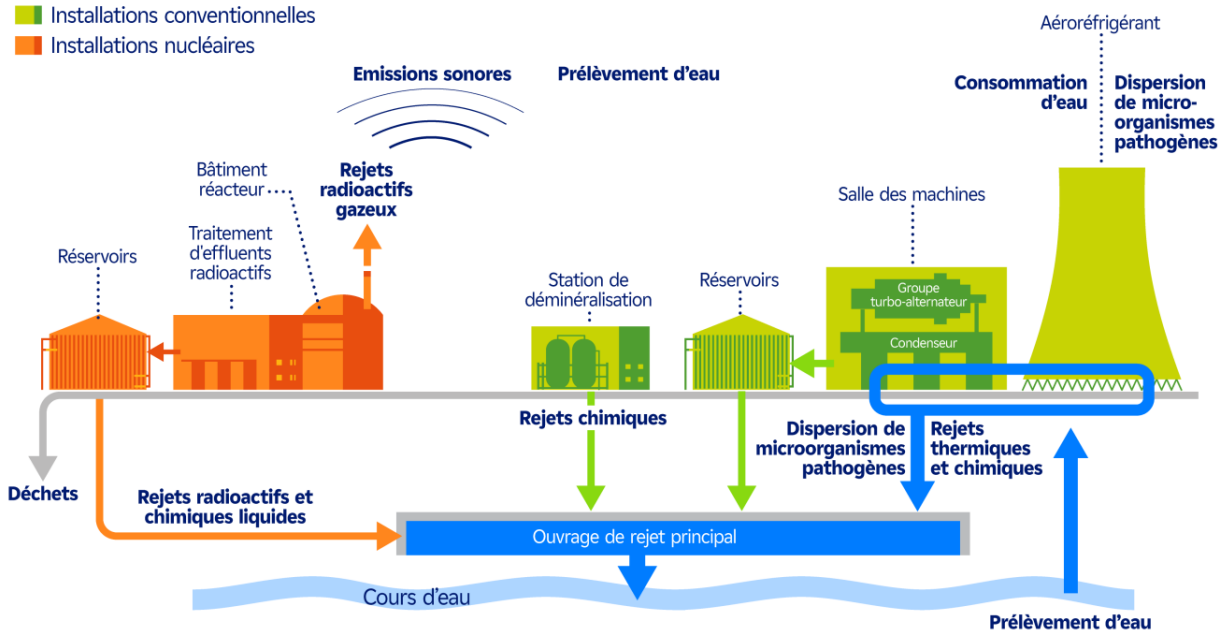 Installations conventionnelles
Installations nucléaires
Emissions sonores
Prélèvement d'eau
Aéroréfrigérant
Consommation
d'eau
Dispersion
de micro-
organismes
pathogènes
Bâtiment
réacteur
Rejets
radioactifs
gazeux
Salle des machines
Réservoirs
Traitement
d'effluents
radioactifs
Station de
déminéralisation
Réservoirs
Groupe
turbo-alternateur
Condenseur
Rejets chimiques
Dispersion de
microorganismes
pathogènes
Rejets
thermiques
et chimiques
Déchets
Rejets radioactifs et
chimiques liquides
Ouvrage de rejet principal
Cours d'eau
Prélèvement d'eau